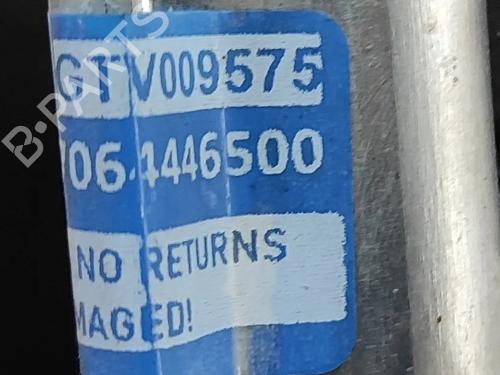 GTV009575
706 4446500
NO RETURNS
MAGED!
B-PARTS